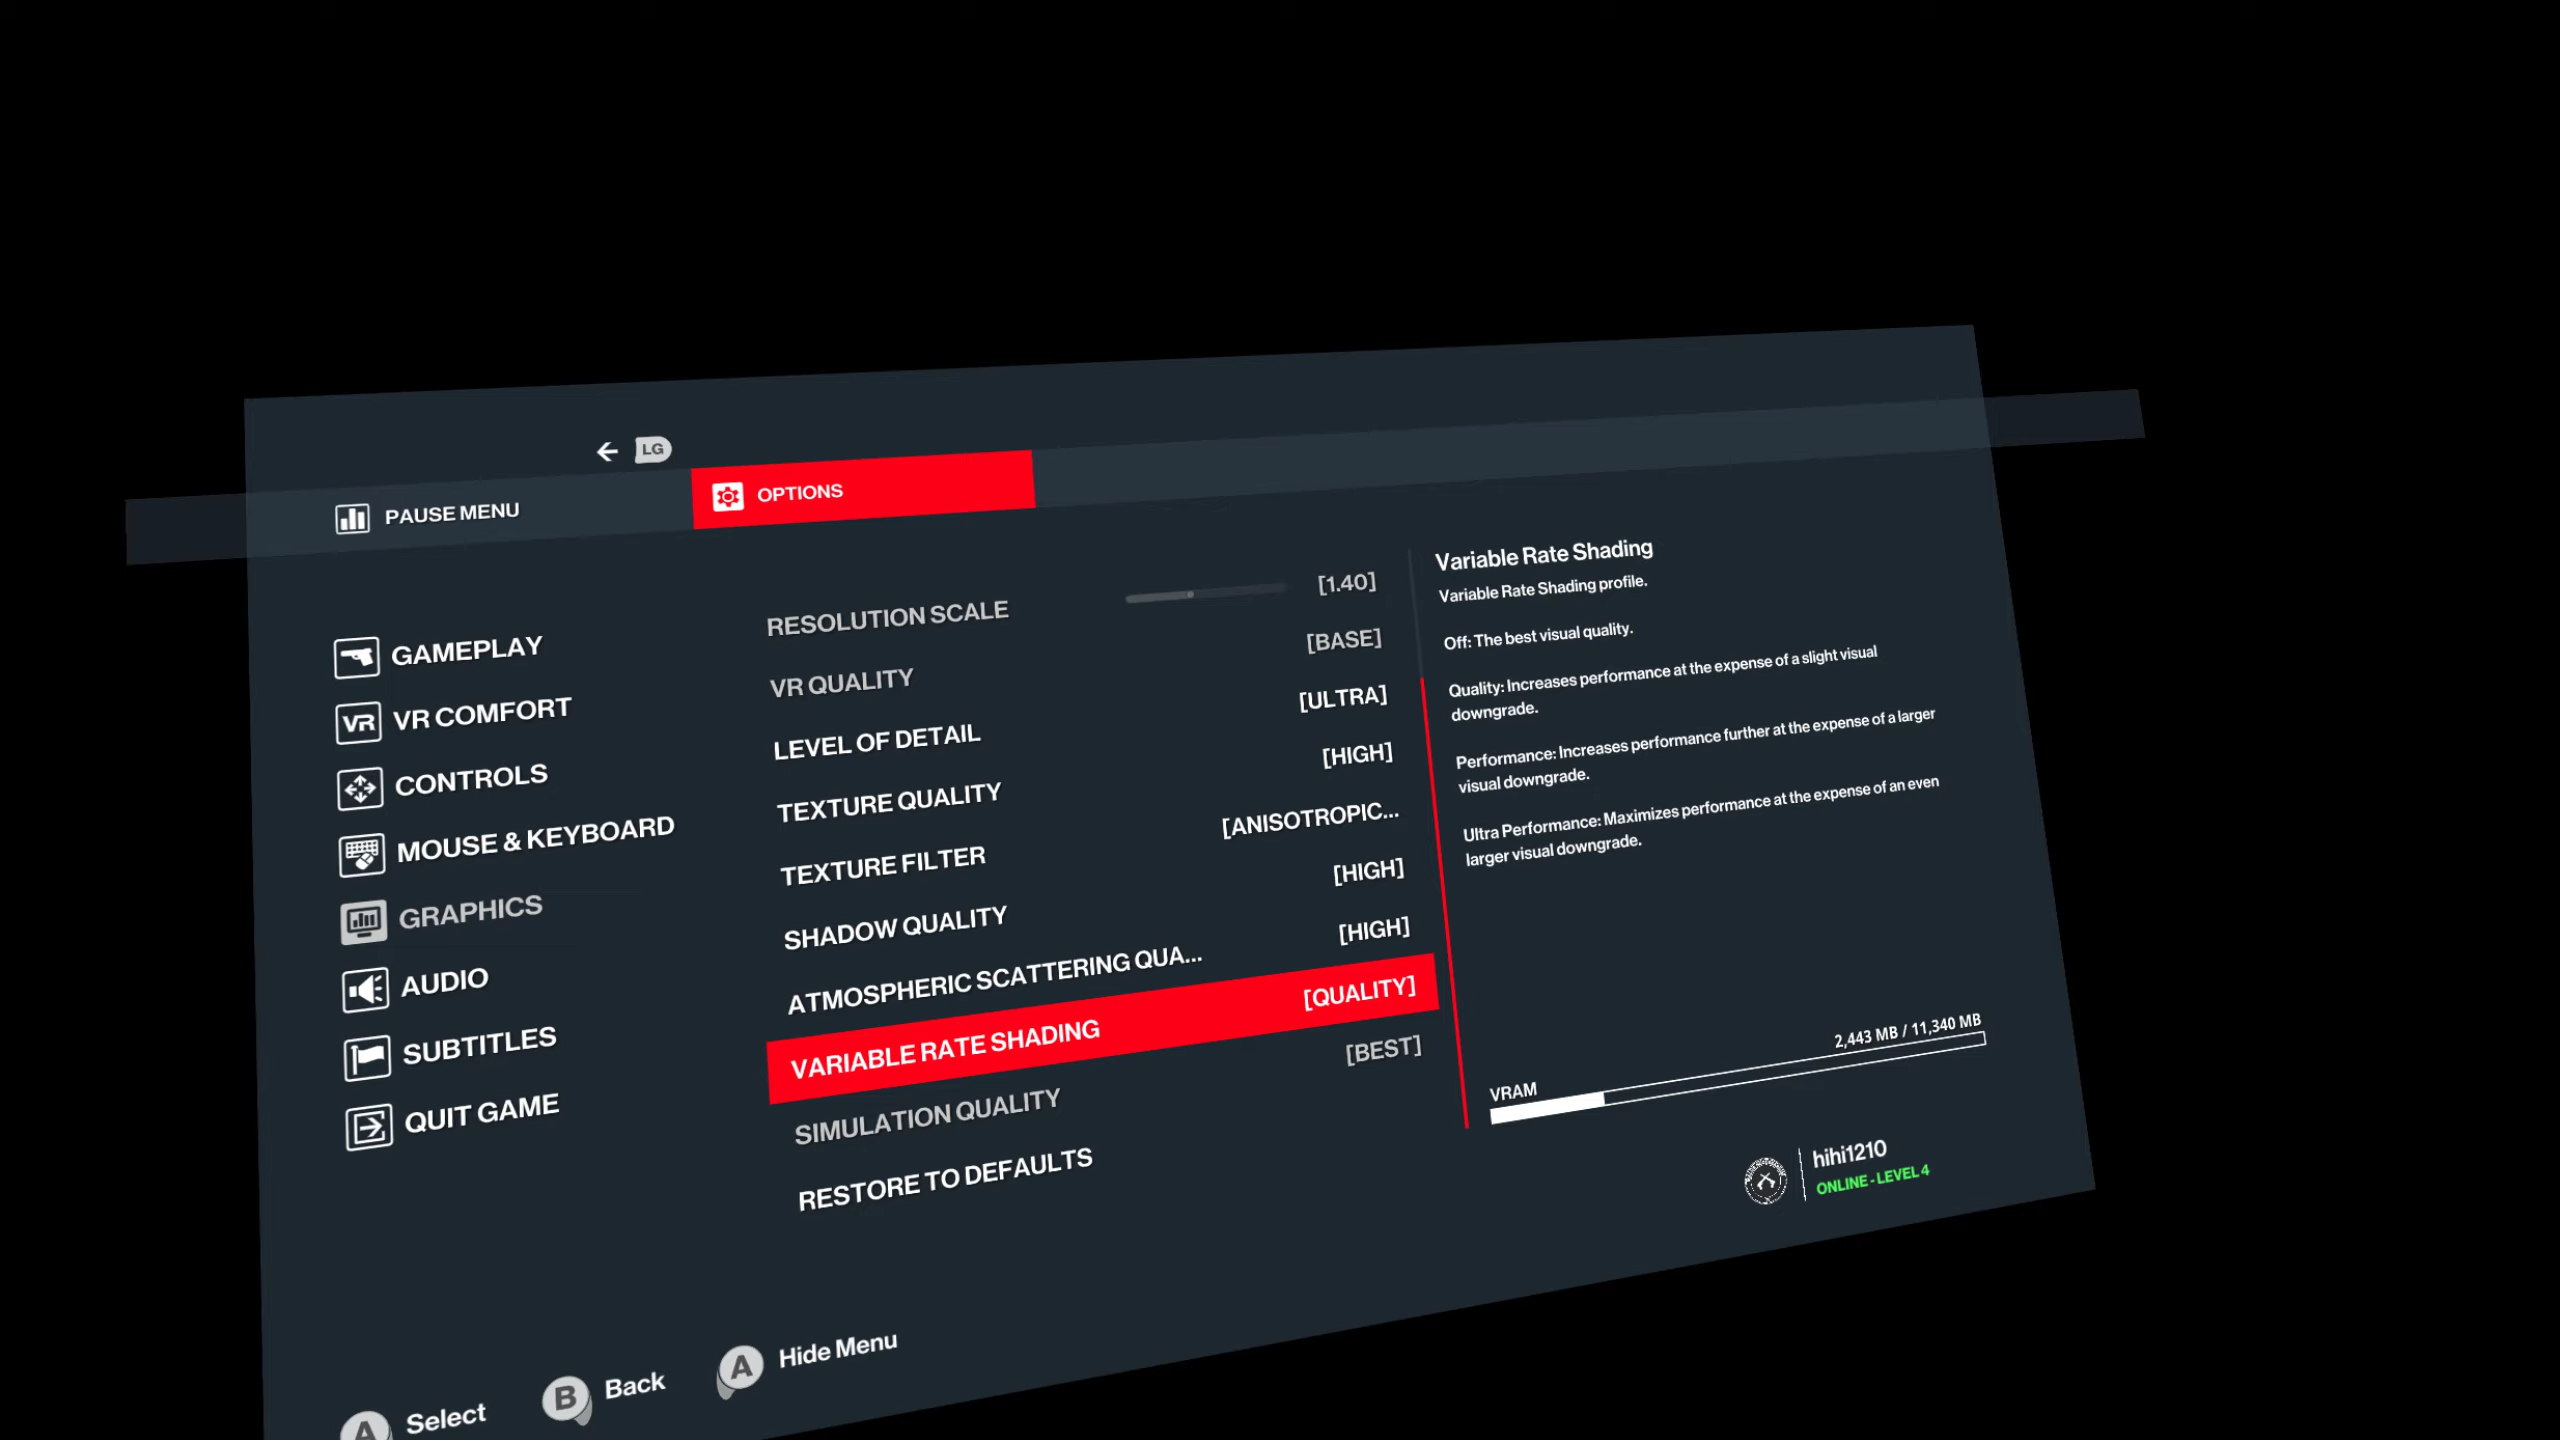 LG
PAUSE MENU
OPTIONS
GAMEPLAY
VR
VR COMFORT
CONTROLS
MOUSE & KEYBOARD
GRAPHICS
AUDIO
SUBTITLES
QUIT GAME
RESOLUTION SCALE [1.40]
VR QUALITY [BASE]
LEVEL OF DETAIL [ULTRA]
TEXTURE QUALITY [HIGH]
TEXTURE FILTER [ANISOTROPIC...
SHADOW QUALITY [HIGH]
ATMOSPHERIC SCATTERING QUA... [HIGH]
VARIABLE RATE SHADING [QUALITY]
SIMULATION QUALITY [BEST]
RESTORE TO DEFAULTS
Variable Rate Shading
Variable Rate Shading profile.
Off: The best visual quality.
Quality: Increases performance at the expense of a slight visual
downgrade.
Performance: Increases performance further at the expense of a larger
visual downgrade.
Ultra Performance: Maximizes performance at the expense of an even
larger visual downgrade.
2,443 MB / 11,340 MB
VRAM
hihi1210
ONLINE - LEVEL 4
A Select
B Back
A Hide Menu